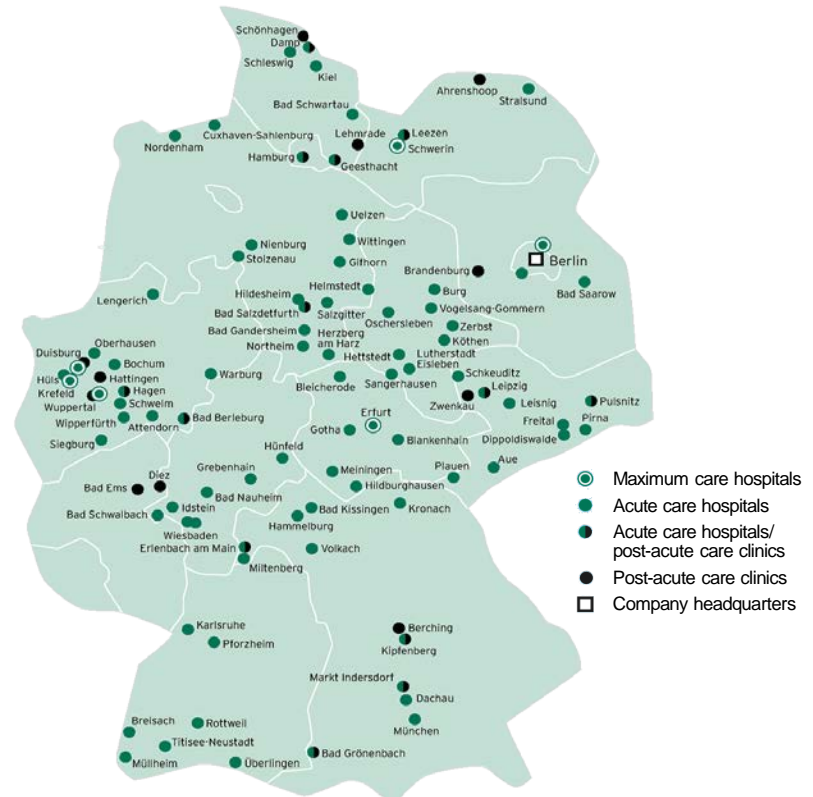 Schönhagen
Damp
Schleswig
Kiel
Ahrenshoop
Stralsund
Bad Schwartau
Cuxhaven-Sahlenburg
Nordenham
Lehmrade
Leezen
Schwerin
Hamburg
Geesthacht
Uelzen
Nienburg
Wittingen
Stolzenau
Gifhorn
Berlin
Brandenburg
Bad Saarow
Helmstedt
Burg
Lengerich
Hildesheim
Bad Salzdetfurth
Salzgitter
Vogelsang-Gommern
Oschersleben
Zerbst
Bad Gandersheim
Herzberg
am Harz
Northeim
Köthen
Hettstedt
Lutherstadt
Eisleben
Oberhausen
Duisburg
Bochum
Hüls
Hattingen
Krefeld
Hagen
Wuppertal
Schwelm
Wipperfürth
Attendorn
Siegburg
Warburg
Bad Berleburg
Bleicherode
Sangerhausen
Schkeuditz
Leipzig
Zwenkau
Leisnig
Pulsnitz
Freital
Pirna
Dippoldiswalde
Erfurt
Gotha
Blankenhain
Hünfeld
Meiningen
Plauen
Aue
Grebenhain
Hildburghausen
Diez
Bad Ems
Bad Nauheim
Bad Schwalbach
Idstein
Wiesbaden
Bad Kissingen
Hammelburg
Kronach
Erlenbach am Main
Volkach
Miltenberg
Karlsruhe
Pforzheim
Berching
Kipfenberg
Markt Indersdorf
Dachau
München
Breisach
Rottweil
Titisee-Neustadt
Müllheim
Überlingen
Bad Grönenbach
Maximum care hospitals
Acute care hospitals
Acute care hospitals/
post-acute care clinics
Post-acute care clinics
Company headquarters